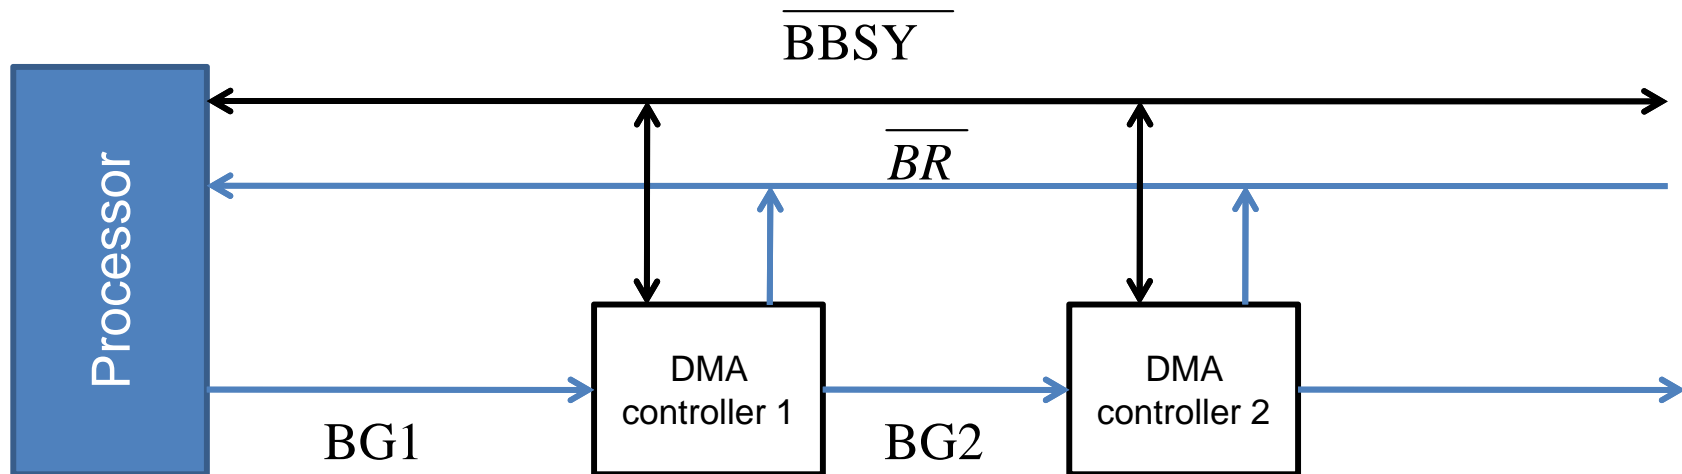 BBSY
BR
Processor
DMA
controller 1
DMA
controller 2
BG1
BG2